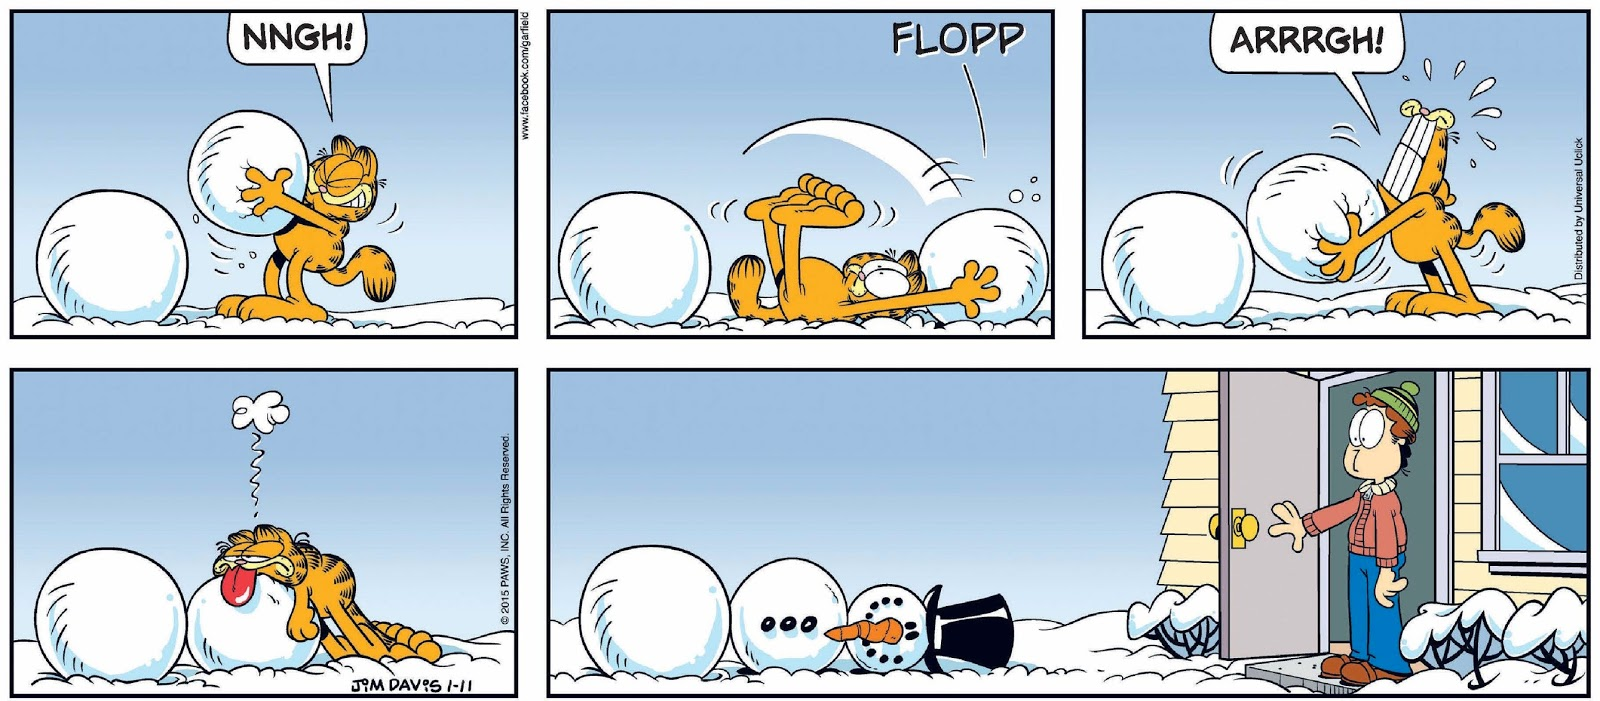 NNGH!
www.facebook.com/garfield
FLOPP
ARRRGH!
Distributed by Universal Uclick
© 2015 PAWS, INC. All Rights Reserved.
JIM DAVIS 1-11